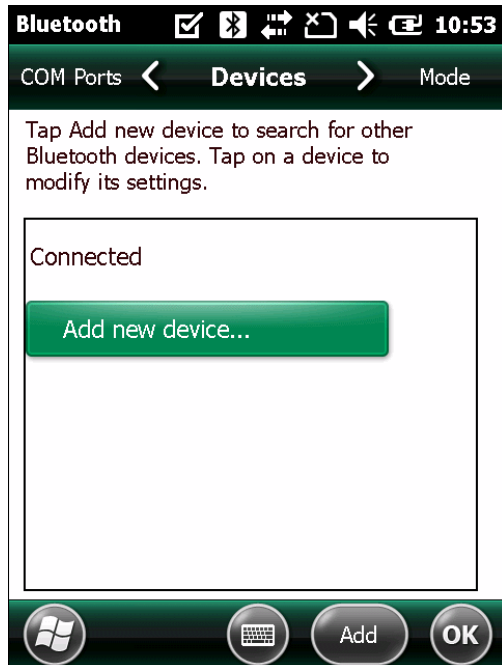 Bluetooth 10:53
COM Ports Devices Mode
Tap Add new device to search for other
Bluetooth devices. Tap on a device to
modify its settings.
Connected
Add new device...
Add OK